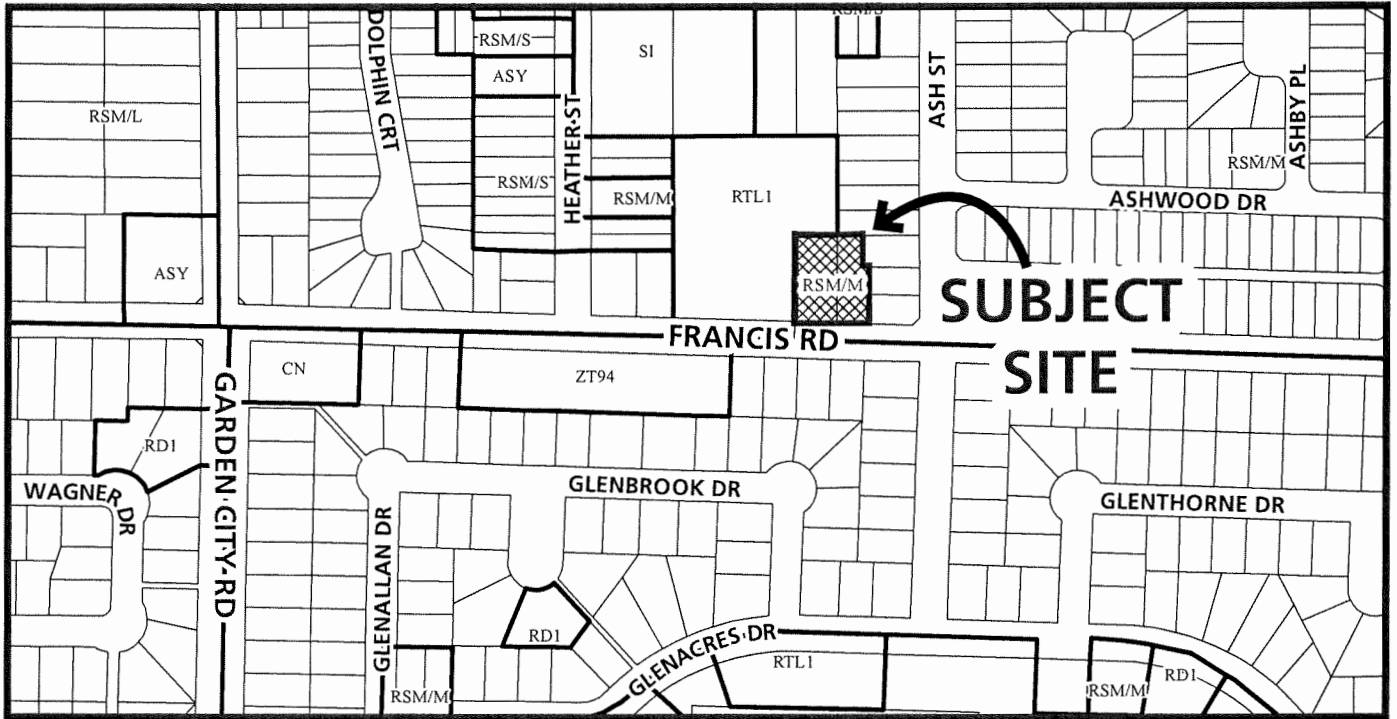 RSM/S
DOLPHIN CRT
RSM/S
SI
ASY
ASH ST
ASHBY PL
RSM/L
HEATHER ST
RSM/M
RSM/S
RSM/M
RTL1
ASHWOOD DR
ASY
RSM/M
SUBJECT
SITE
FRANCIS RD
CN
ZT94
GARDEN CITY RD
RD1
WAGNER DR
GLENBROOK DR
GLENTHORNE DR
GLENALLAN DR
RD1
GLENACRES DR
RTL1
RD1
RSM/M
RSM/M